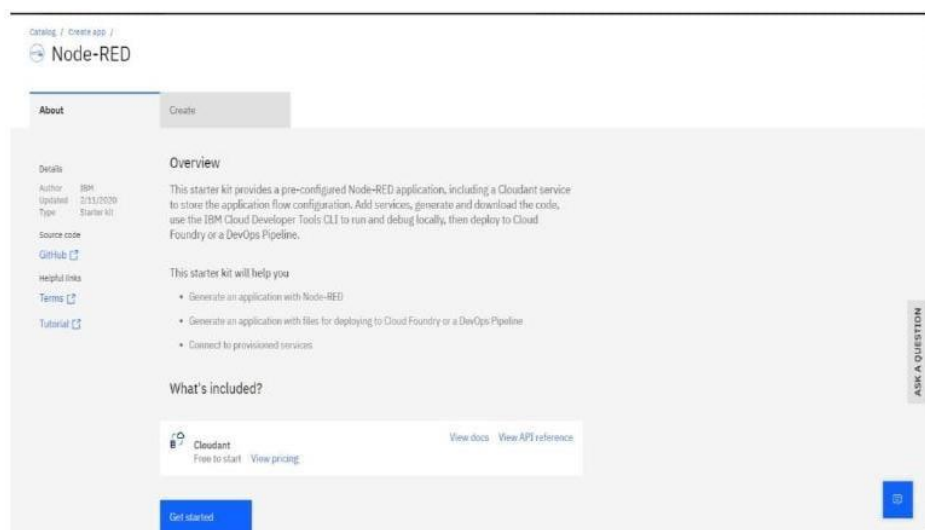 Catalog / Create app /
Node-RED
About
Create
Details
Author IBM
Updated 2/11/2020
Type Starter kit
Source code
GitHub
Helpful links
Terms
Tutorial
Overview
This starter kit provides a pre-configured Node-RED application, including a Cloudant service
to store the application flow configuration. Add services, generate and download the code,
use the IBM Cloud Developer Tools CLI to run and debug locally, then deploy to Cloud
Foundry or a DevOps Pipeline.
This starter kit will help you
• Generate an application with Node-RED
• Generate an application with files for deploying to Cloud Foundry or a DevOps Pipeline
• Connect to provisioned services
What's included?
Cloudant
View docs View API reference
Free to start View pricing
Get started
ASK A QUESTION